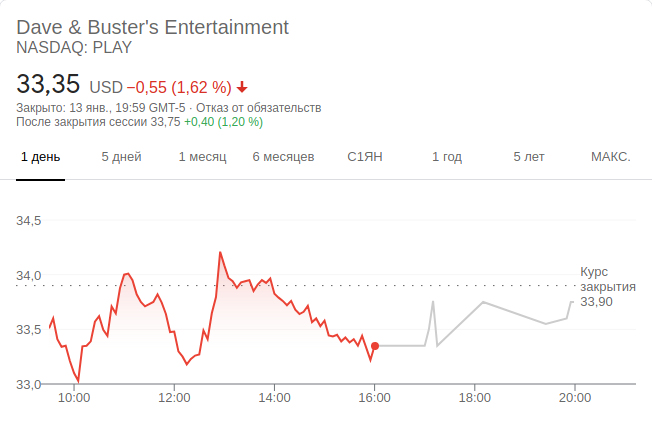 Dave & Buster's Entertainment
NASDAQ: PLAY
33,35 USD −0,55 (1,62 %)
Закрыто: 13 янв., 19:59 GMT-5 · Отказ от обязательств
После закрытия сессии 33,75 +0,40 (1,20 %)
1 день 5 дней 1 месяц 6 месяцев С1ЯН 1 год 5 лет МАКС.
34,5
34,0
33,5
33,0
Курс
закрытия
33,90
10:00 12:00 14:00 16:00 18:00 20:00